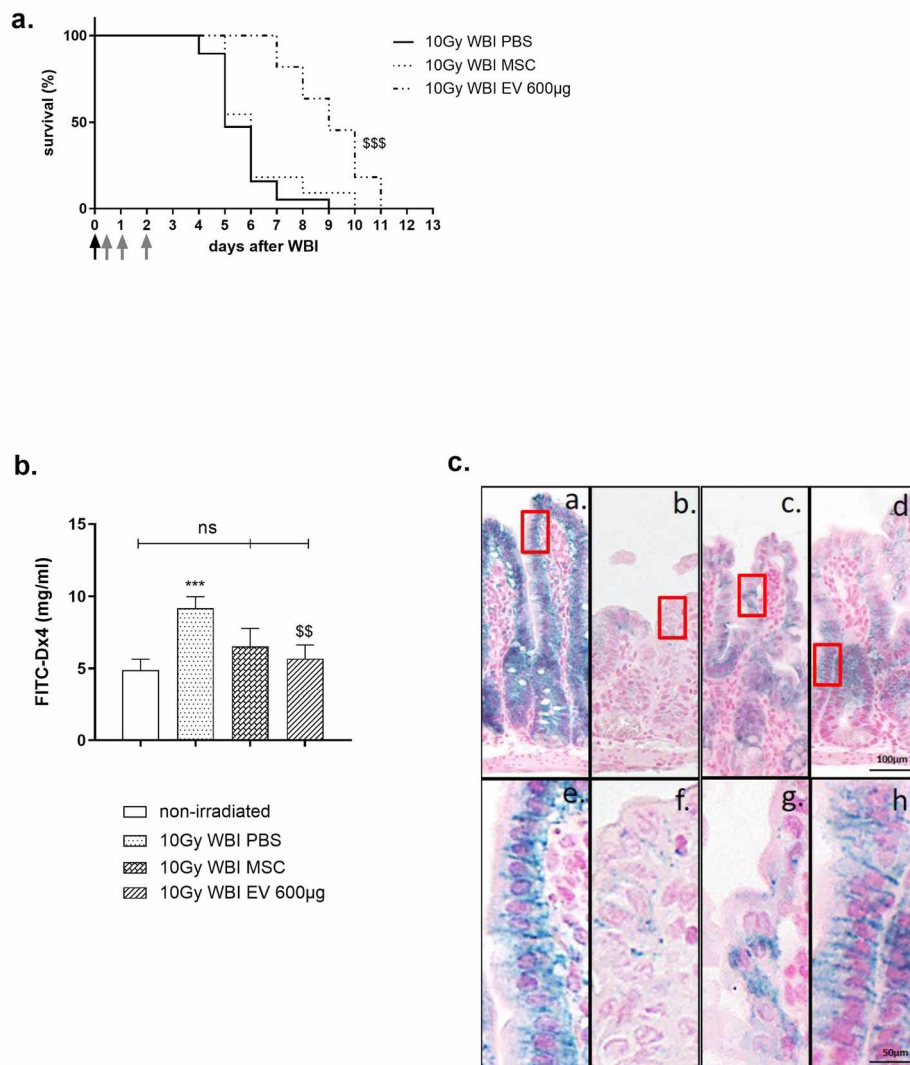 a.
100
50
0
survival (%)
10Gy WBI PBS
10Gy WBI MSC
10Gy WBI EV 600µg
$$$
0 1 2 3 4 5 6 7 8 9 10 11 12 13
days after WBI
b.
15
10
5
0
FITC-Dx4 (mg/ml)
ns
***
$$
non-irradiated
10Gy WBI PBS
10Gy WBI MSC
10Gy WBI EV 600µg
c.
a. b. c. d.
100µm
e. f. g. h.
50µm